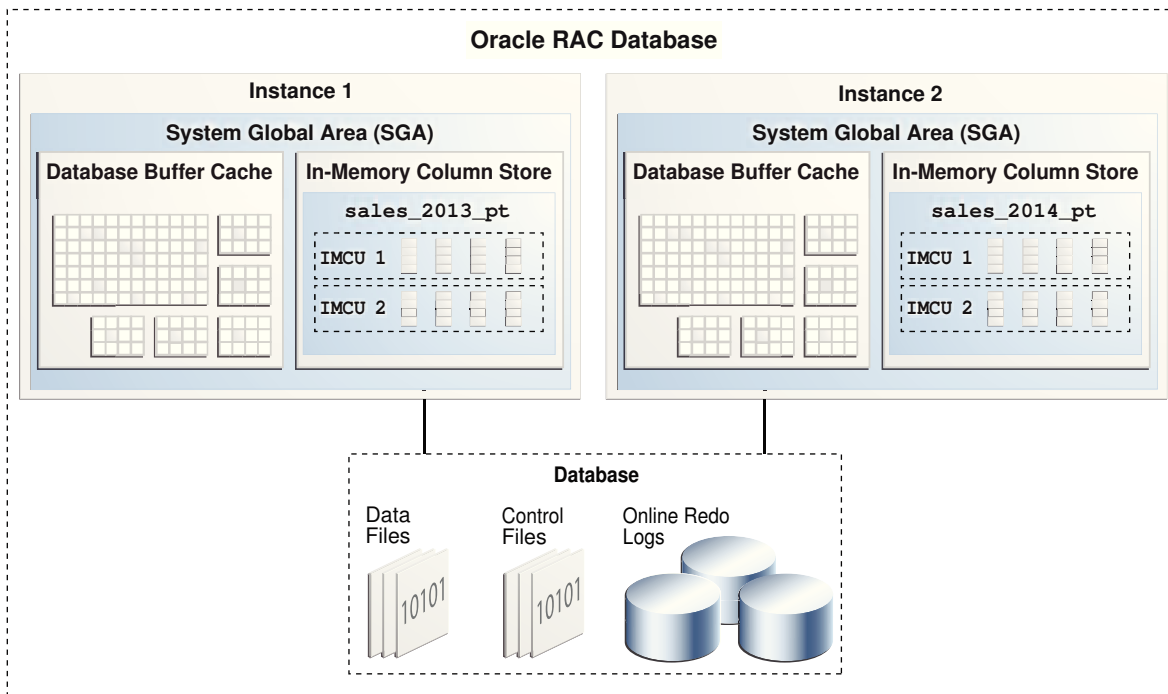 Oracle RAC Database
Instance 1
System Global Area (SGA)
Database Buffer Cache
In-Memory Column Store
sales_2013_pt
IMCU 1
IMCU 2
Instance 2
System Global Area (SGA)
Database Buffer Cache
In-Memory Column Store
sales_2014_pt
IMCU 1
IMCU 2
Database
Data
Files
10101
Control
Files
10101
Online Redo
Logs